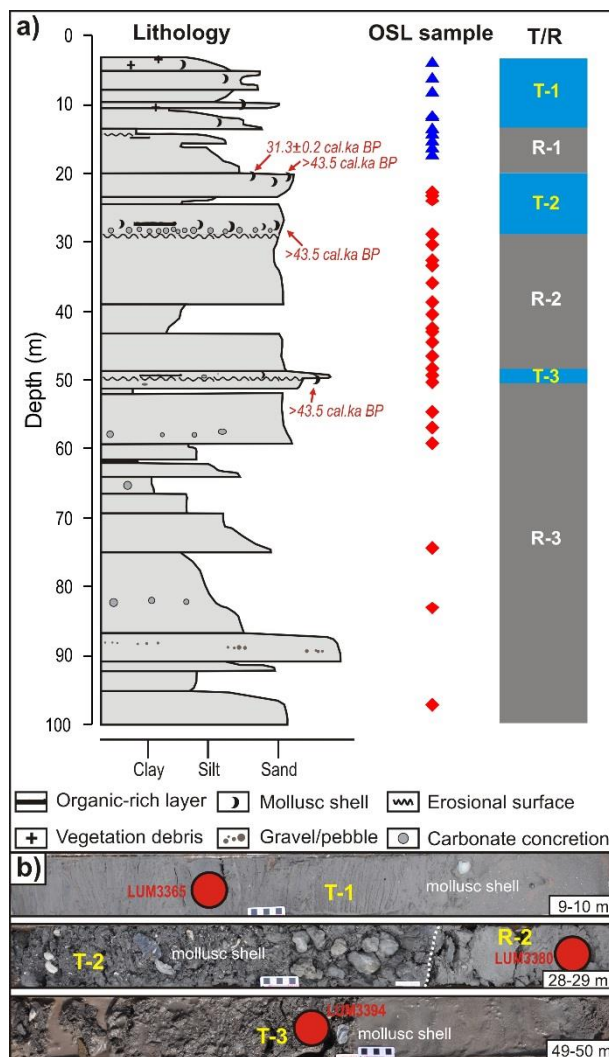 a)
Lithology
OSL sample
T/R
Depth (m)
0
10
20
30
40
50
60
70
80
90
100
31.3±0.2 cal.ka BP
>43.5 cal.ka BP
>43.5 cal.ka BP
>43.5 cal.ka BP
T-1
R-1
T-2
R-2
T-3
R-3
Clay
Silt
Sand
Organic-rich layer
Mollusc shell
Erosional surface
Vegetation debris
Gravel/pebble
Carbonate concretion
b)
LUM3365
T-1
mollusc shell
9-10 m
T-2
mollusc shell
R-2
LUM3380
28-29 m
LUM3394
T-3
mollusc shell
49-50 m